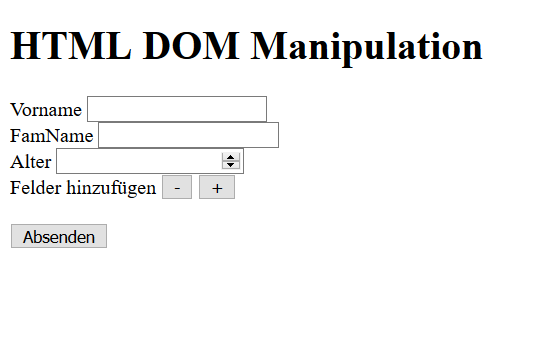 HTML DOM Manipulation
Vorname
FamName
Alter
Felder hinzufügen - +
Absenden